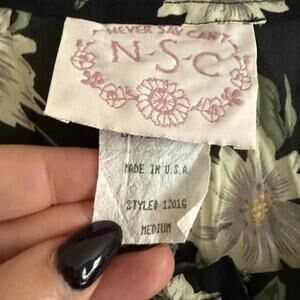 NEVER SAY CAN'T
N-S-C
MADE IN U.S.A.
STYLE# 1201G
MEDIUM